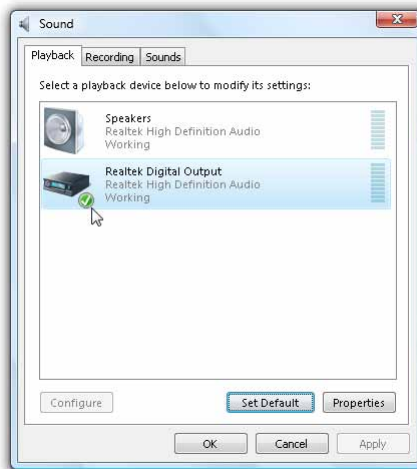 Sound
Playback Recording Sounds
Select a playback device below to modify its settings:
Speakers
Realtek High Definition Audio
Working
Realtek Digital Output
Realtek High Definition Audio
Working
Configure Set Default Properties
OK Cancel Apply